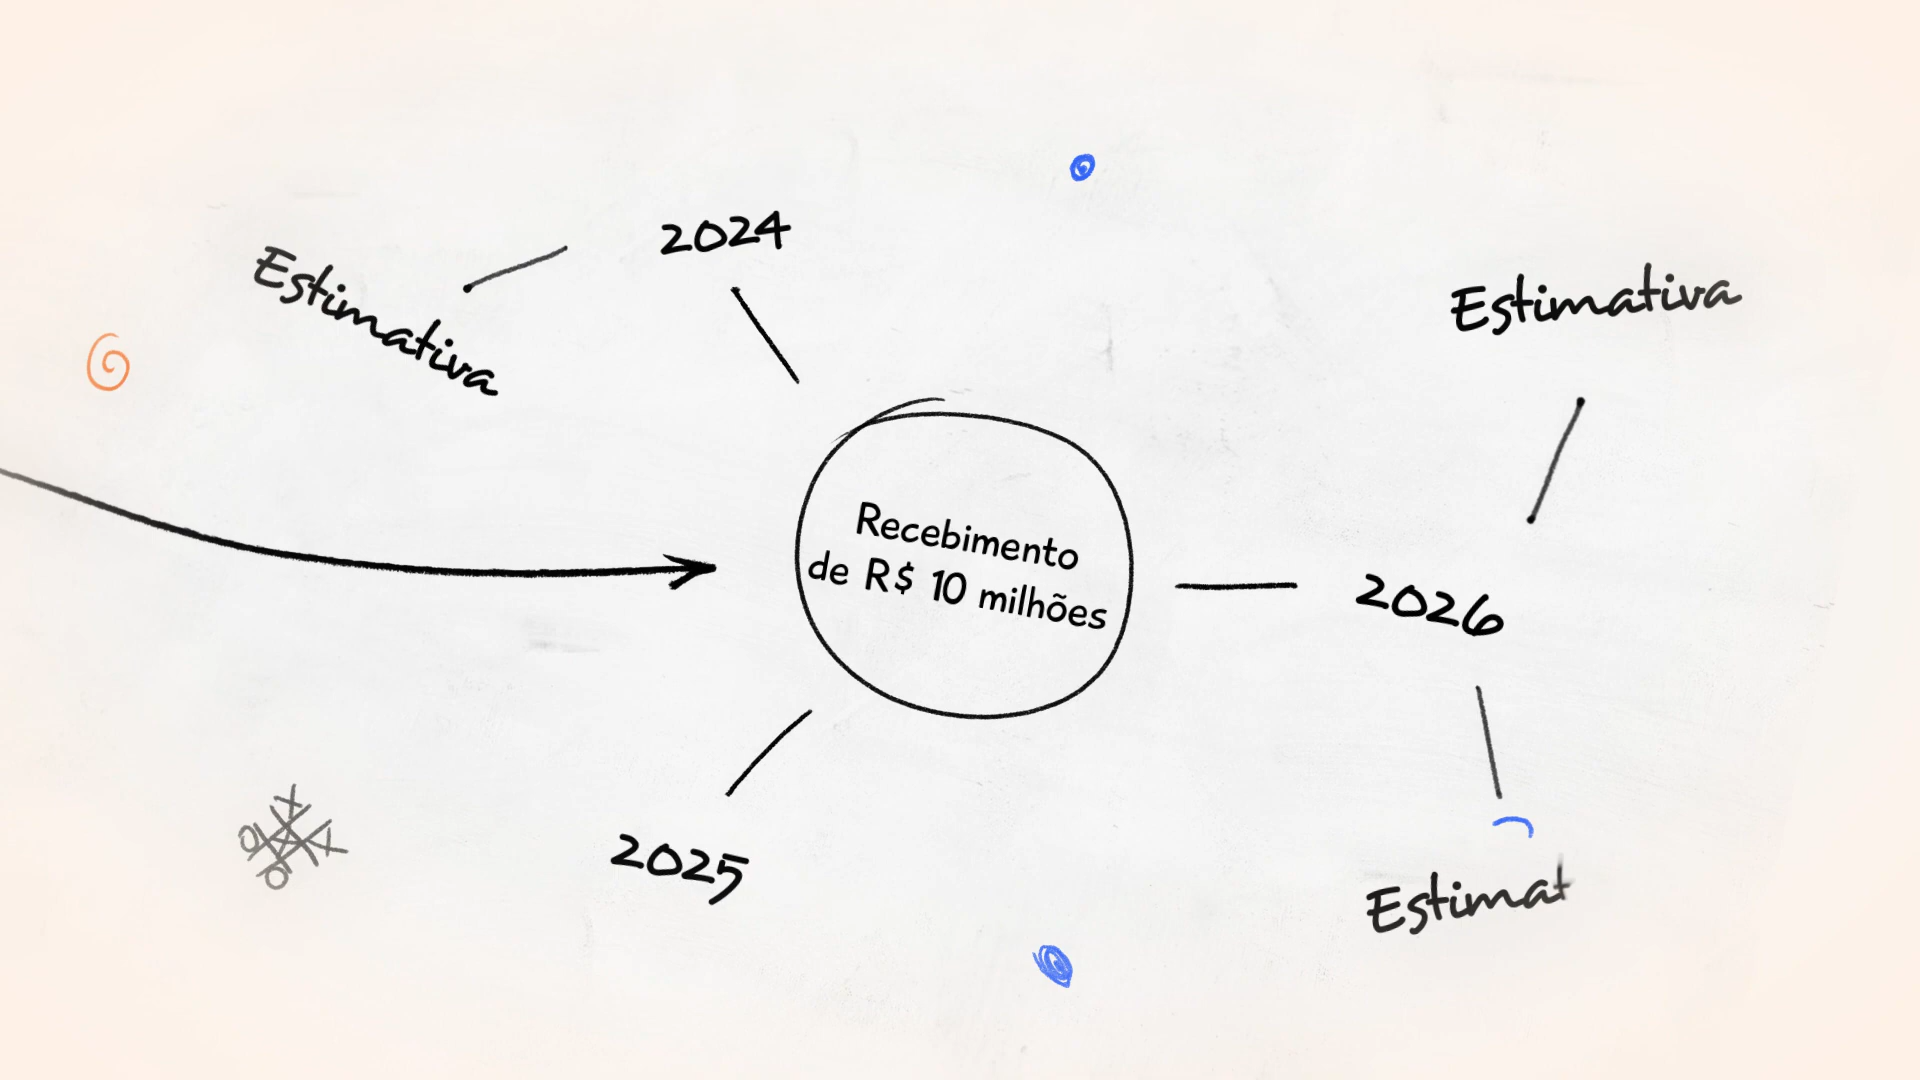 2024
Estimativa
Estimativa
Recebimento
de R$ 10 milhões
2026
2025
Estimat